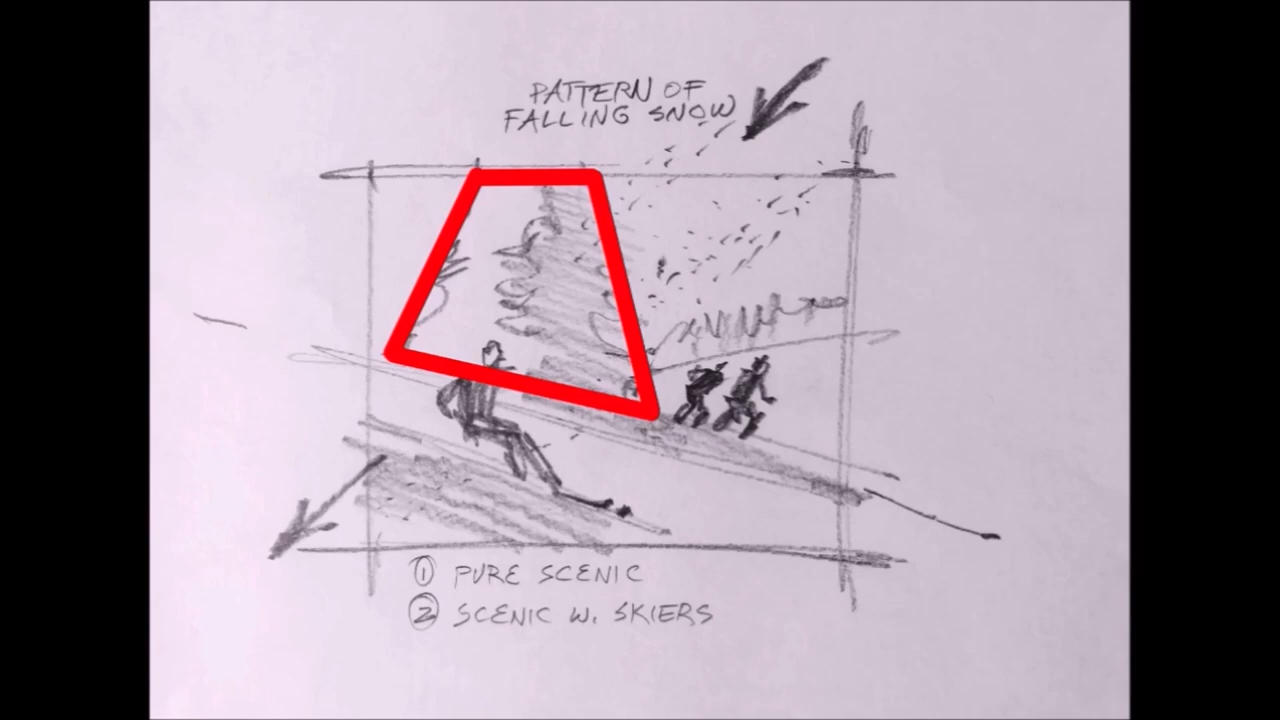 PATTERN OF
FALLING SNOW
① PURE SCENIC
② SCENIC W. SKIERS